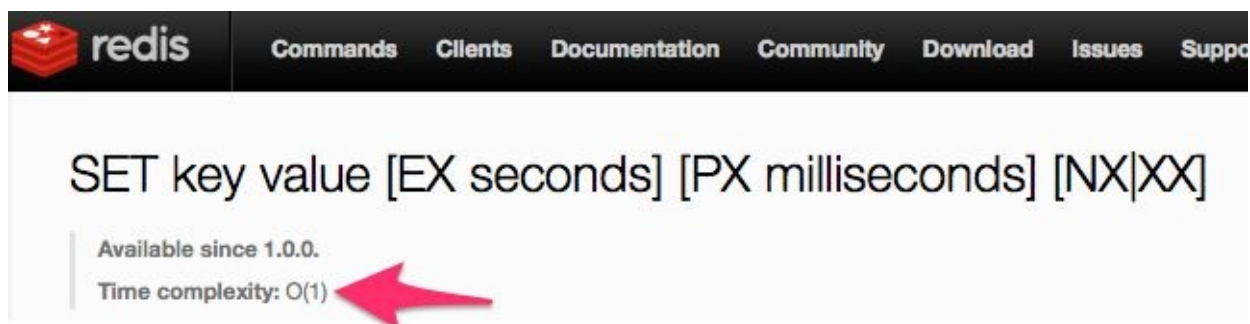 redis Commands Clients Documentation Community Download Issues Suppo
SET key value [EX seconds] [PX milliseconds] [NX|XX]
Available since 1.0.0.
Time complexity: O(1)